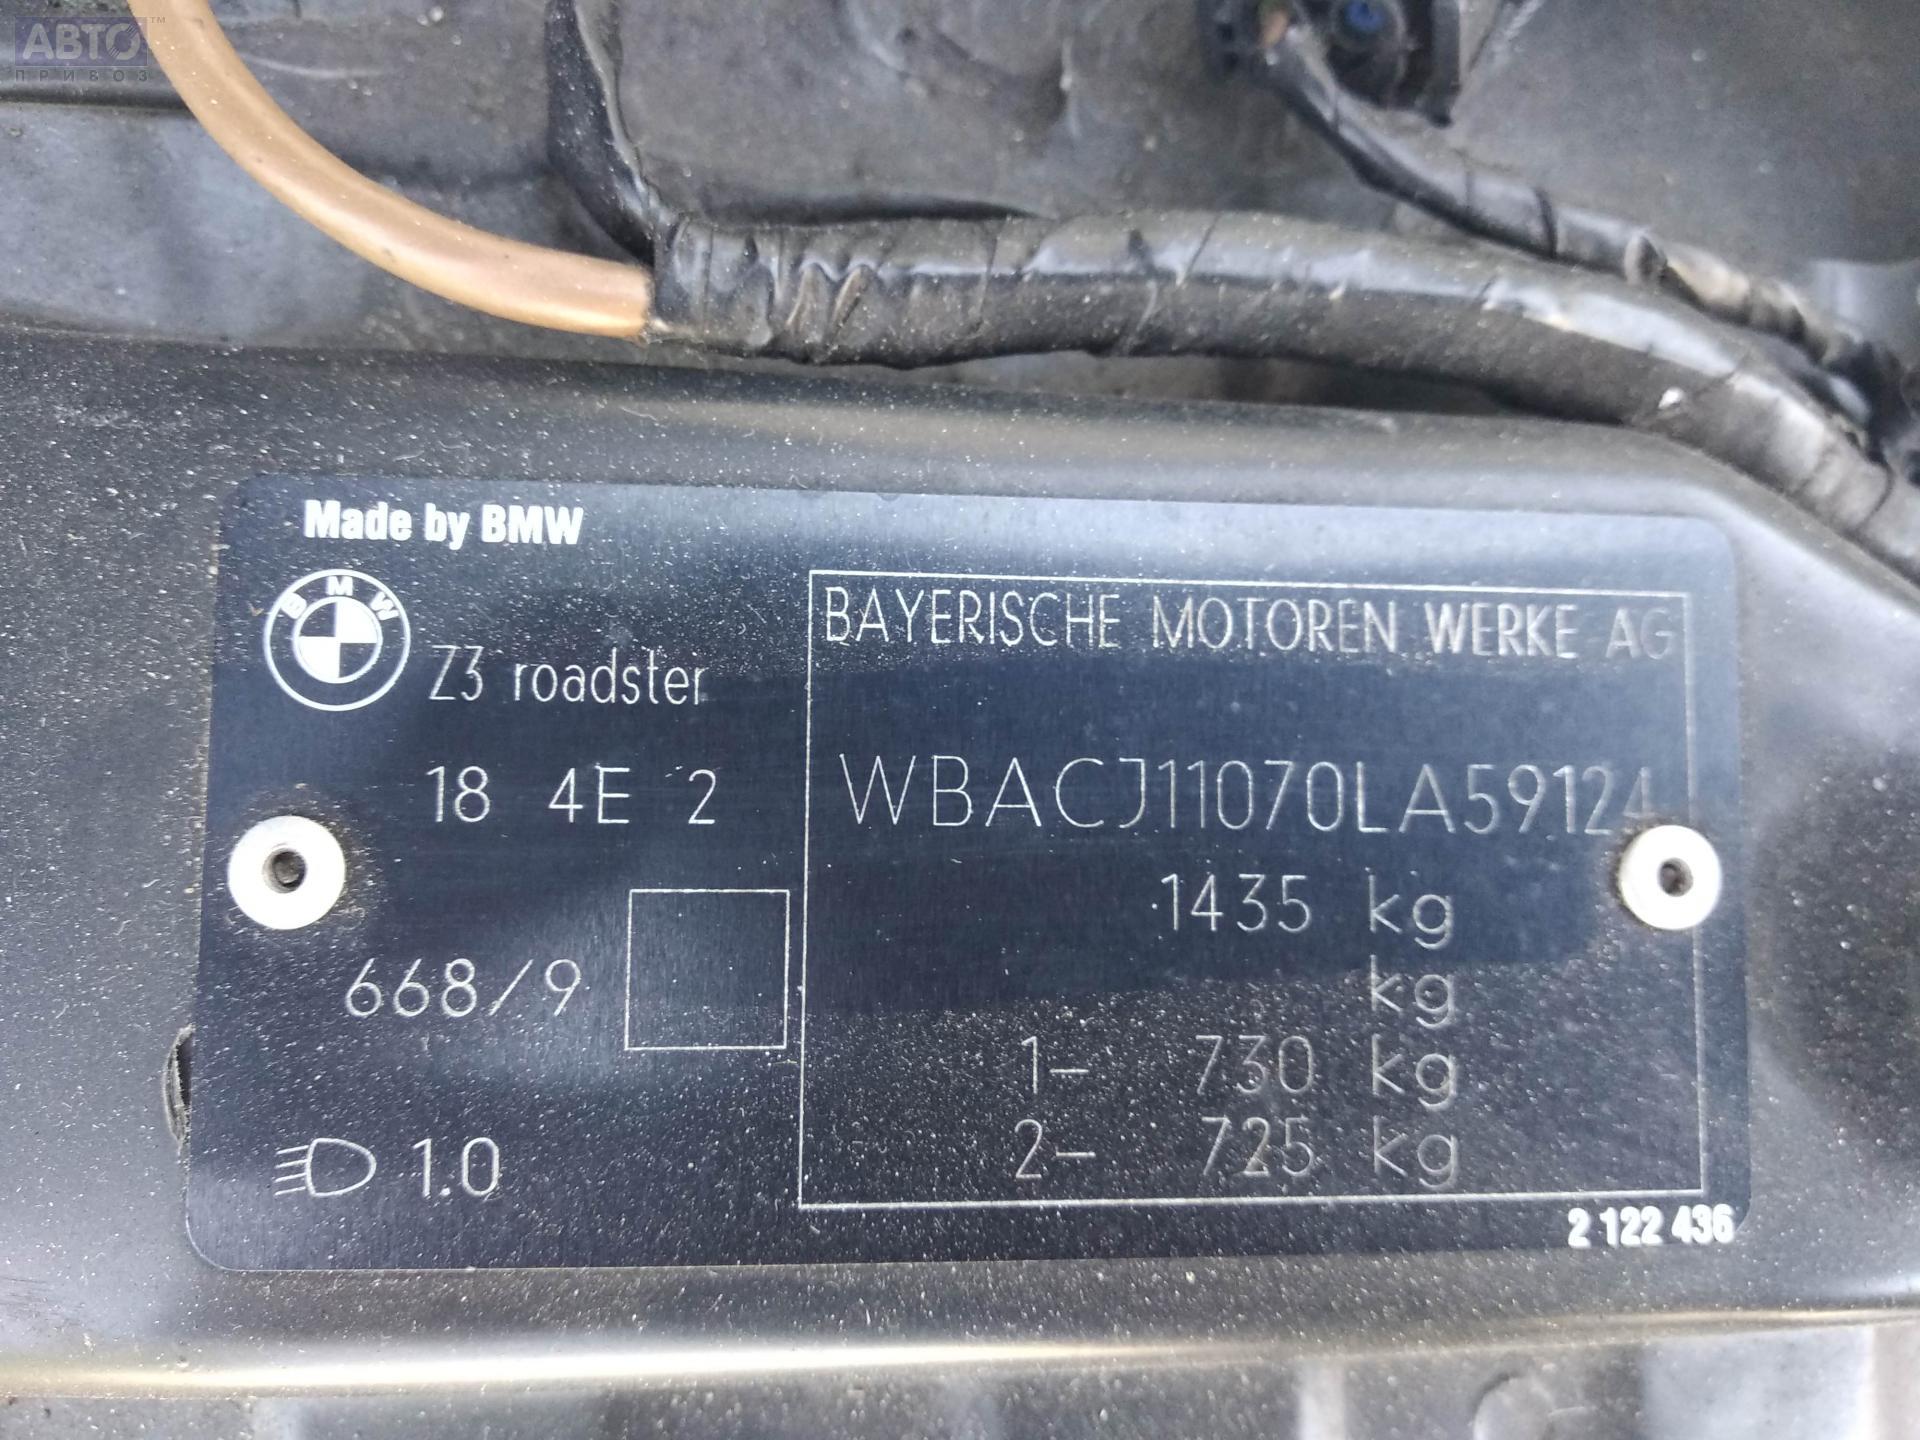 АВТО™
ПРИВОЗ
Made by BMW
BMW
Z3 roadster
18 4E 2
668/9
1.0
BAYERISCHE MOTOREN WERKE AG
WBACJ11070LA59124
1435 kg
kg
1- 730 kg
2- 725 kg
2 122 436